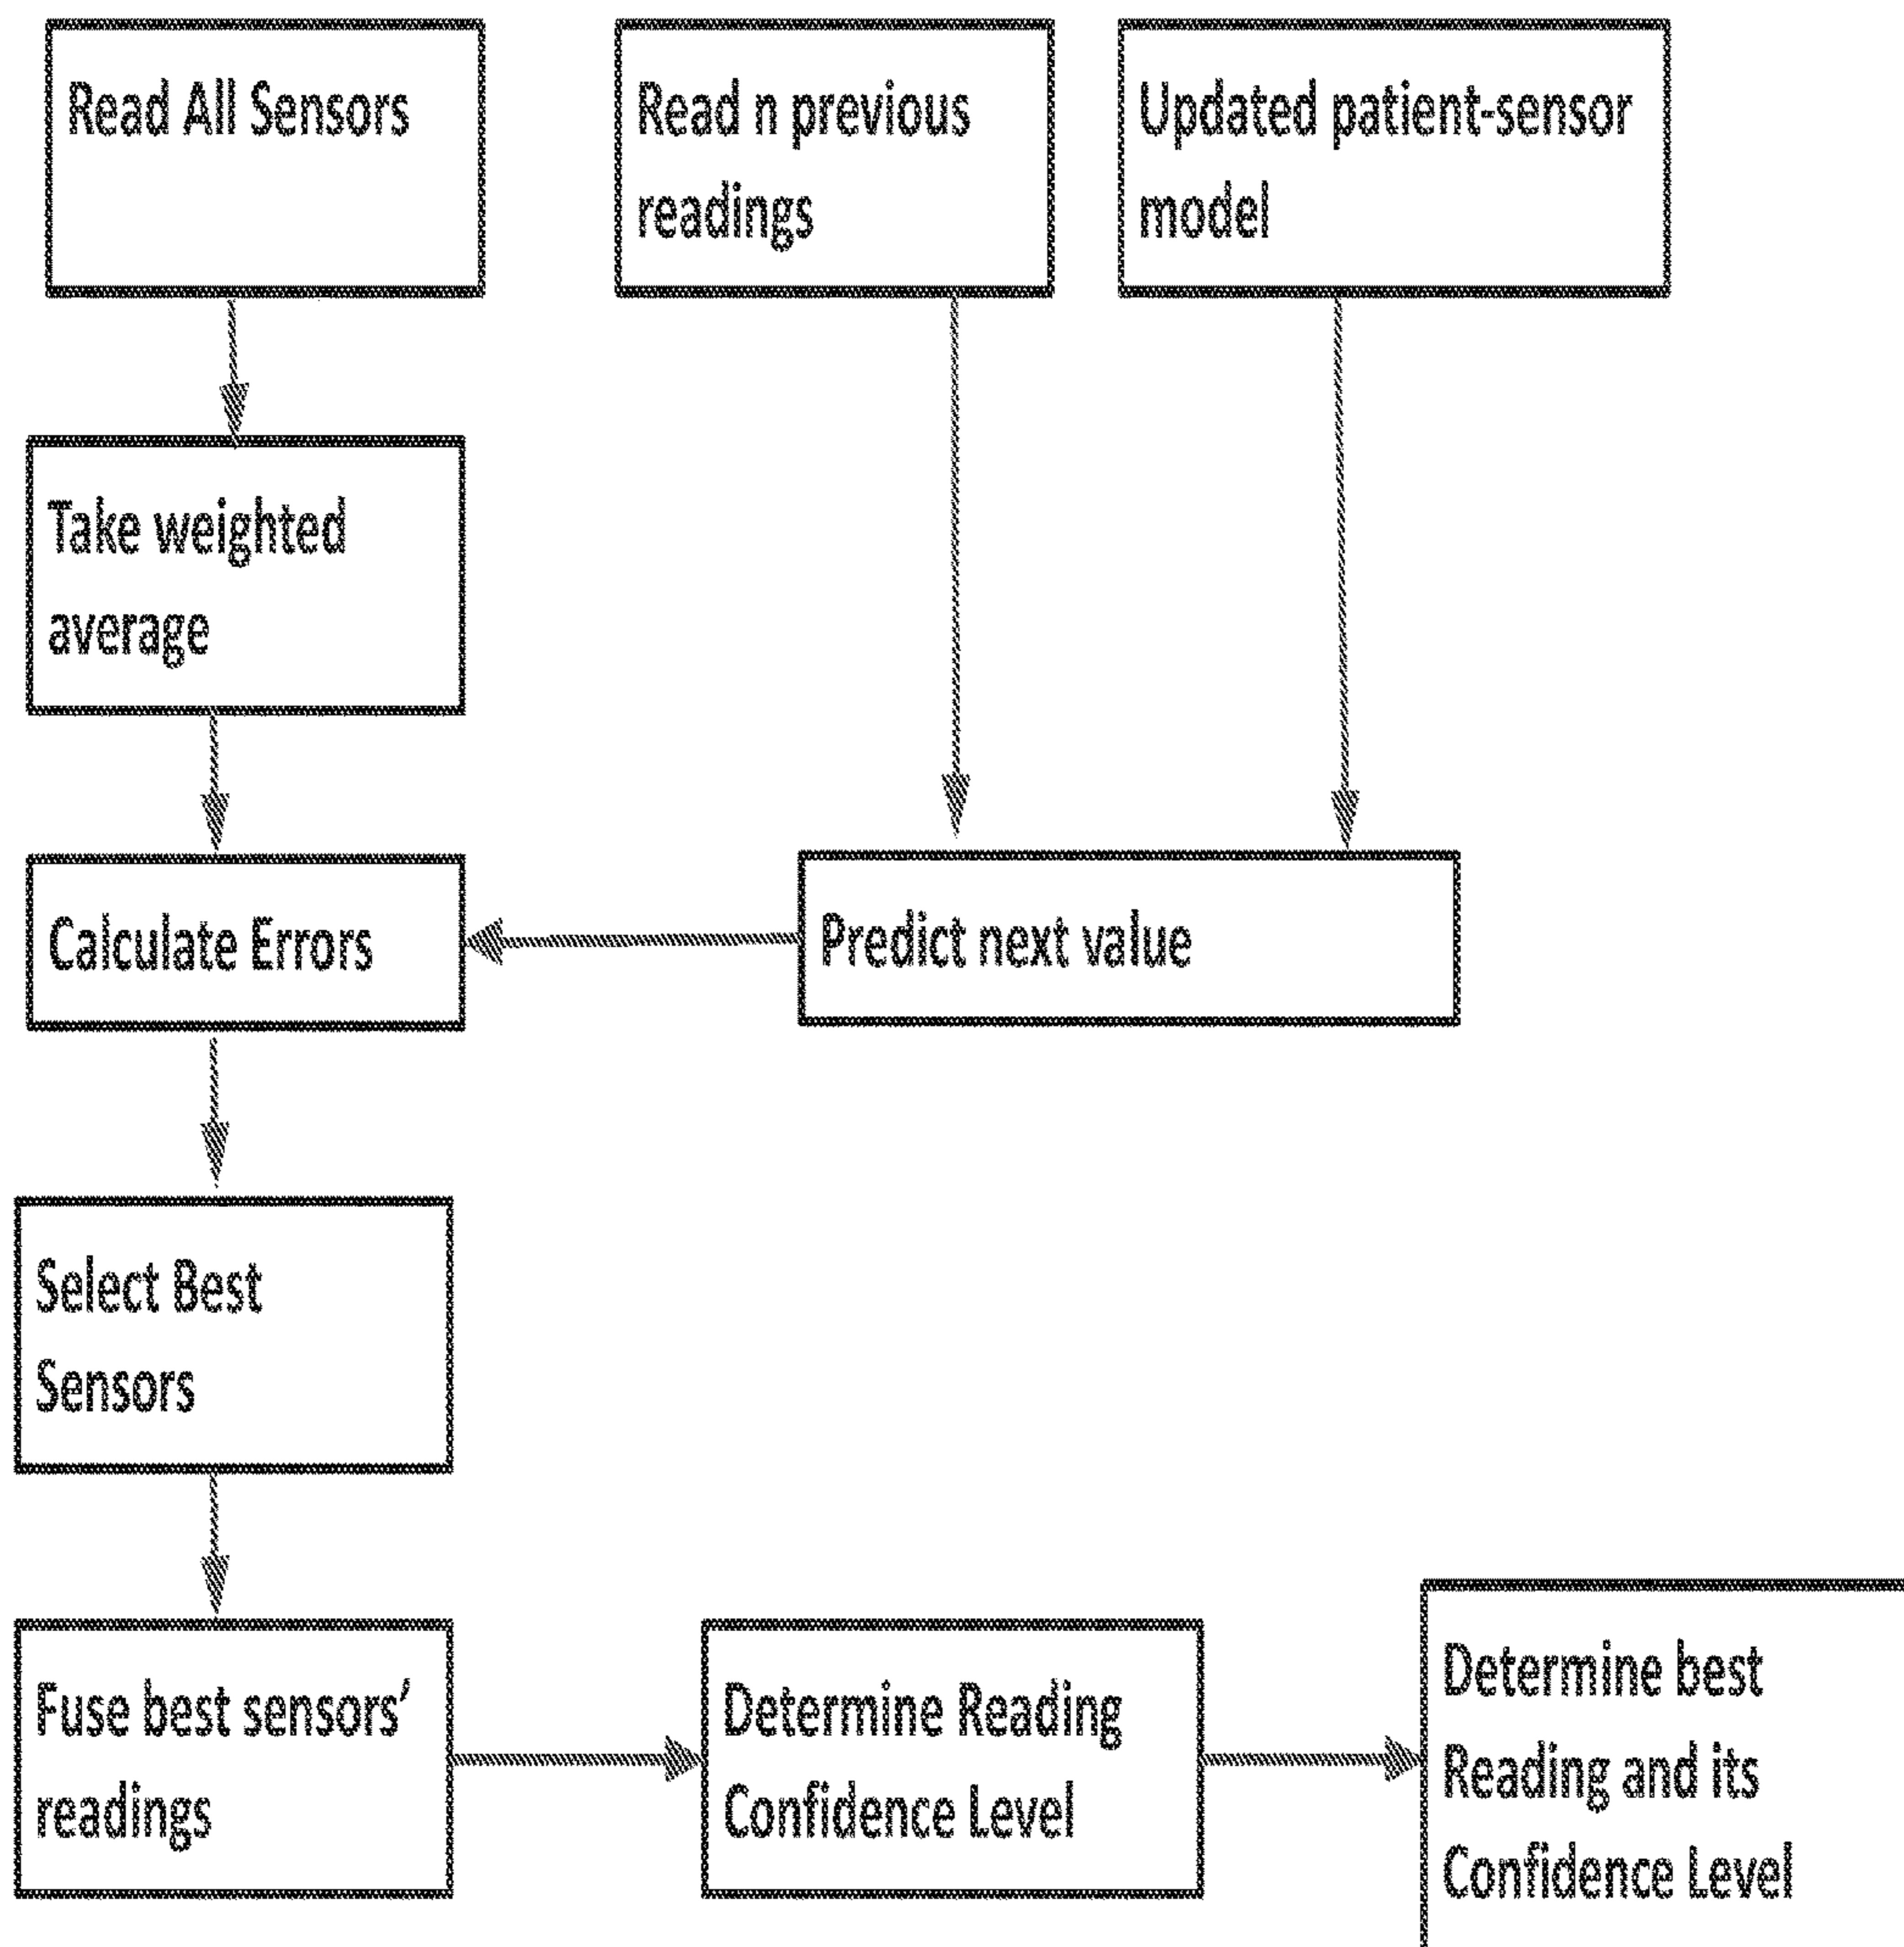 Read All Sensors
Read n previous
readings
Updated patient-sensor
model
Take weighted
average
Calculate Errors
Predict next value
Select Best
Sensors
Fuse best sensors’
readings
Determine Reading
Confidence Level
Determine best
Reading and its
Confidence Level